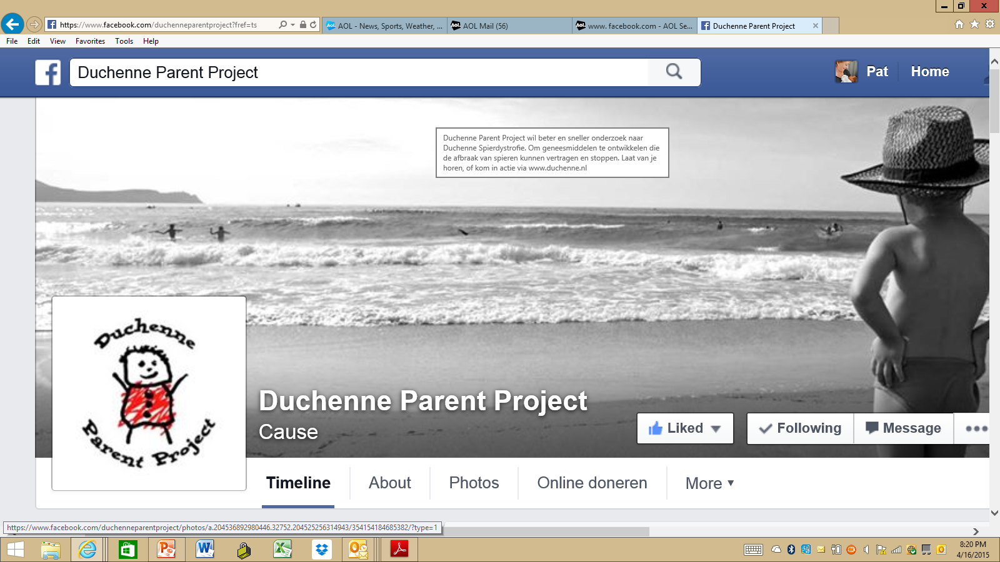 https://www.facebook.com/duchenneparentproject?fref=ts
AOL - News, Sports, Weather, ...
AOL Mail (56)
www. facebook.com - AOL Se...
Duchenne Parent Project
File Edit View Favorites Tools Help
Duchenne Parent Project
Pat
Home
Duchenne Parent Project wil beter en sneller onderzoek naar
Duchenne Spierdystrofie. Om geneesmiddelen te ontwikkelen die
de afbraak van spieren kunnen vertragen en stoppen. Laat van je
horen, of kom in actie via www.duchenne.nl
Duchenne
Parent Project
Duchenne Parent Project
Cause
Liked
Following
Message
Timeline
About
Photos
Online doneren
More
https://www.facebook.com/duchenneparentproject/photos/a.204536892980446.32752.204525256314943/354154184685382/?type=1
8:20 PM
4/16/2015